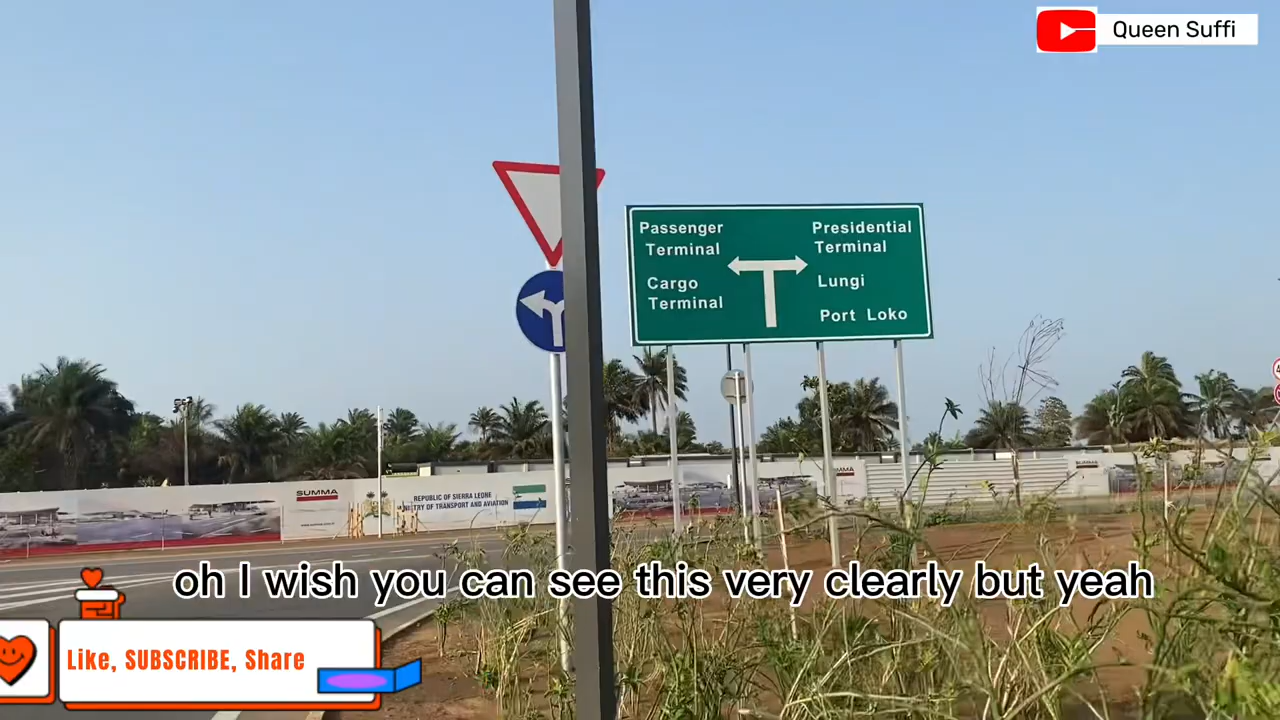 Queen Suffi
Passenger
Terminal
Cargo
Terminal
Presidential
Terminal
Lungi
Port Loko
SUMMA
REPUBLIC OF SIERRA LEONE
OF TRANSPORT AND AVIATION
SUMMA
oh I wish you can see this very clearly but yeah
Like, SUBSCRIBE, Share